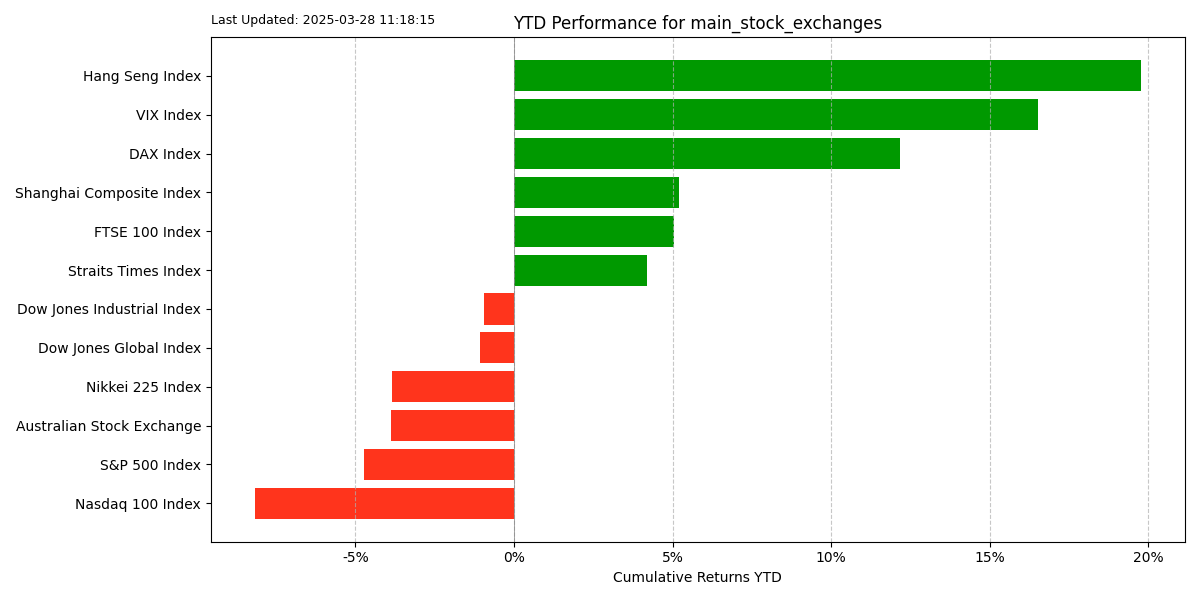 Last Updated: 2025-03-28 11:18:15
YTD Performance for main_stock_exchanges
Hang Seng Index
VIX Index
DAX Index
Shanghai Composite Index
FTSE 100 Index
Straits Times Index
Dow Jones Industrial Index
Dow Jones Global Index
Nikkei 225 Index
Australian Stock Exchange
S&P 500 Index
Nasdaq 100 Index
-5% 0% 5% 10% 15% 20%
Cumulative Returns YTD